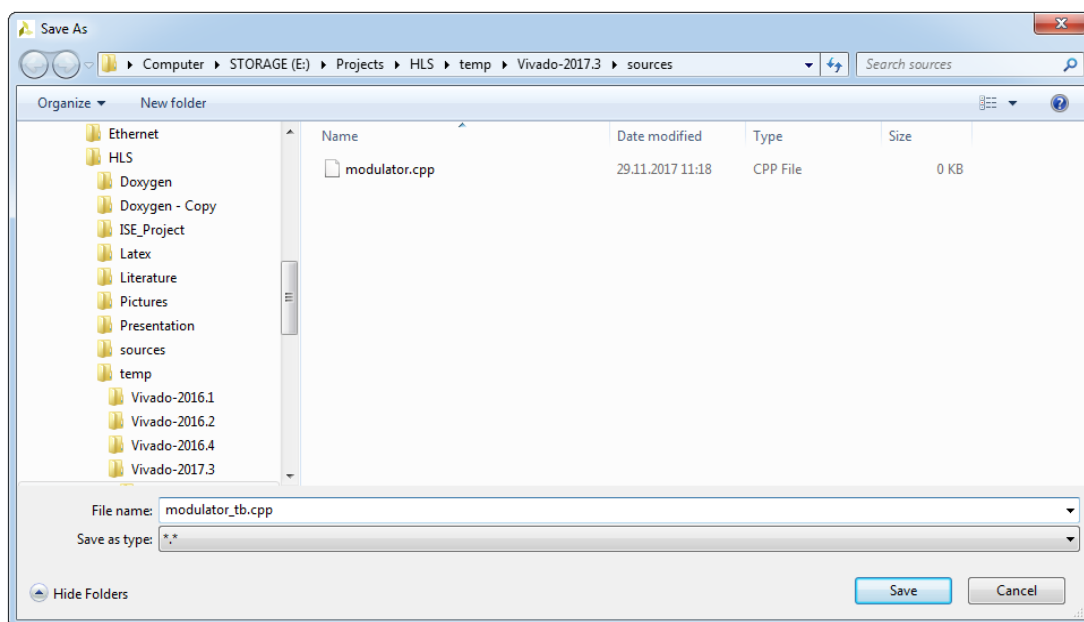 Save As
Computer STORAGE (E:) Projects HLS temp Vivado-2017.3 sources Search sources
Organize New folder
Name Date modified Type Size
modulator.cpp 29.11.2017 11:18 CPP File 0 KB
Ethernet
HLS
Doxygen
Doxygen - Copy
ISE_Project
Latex
Literature
Pictures
Presentation
sources
temp
Vivado-2016.1
Vivado-2016.2
Vivado-2016.4
Vivado-2017.3
File name: modulator_tb.cpp
Save as type: *.*
Hide Folders Save Cancel